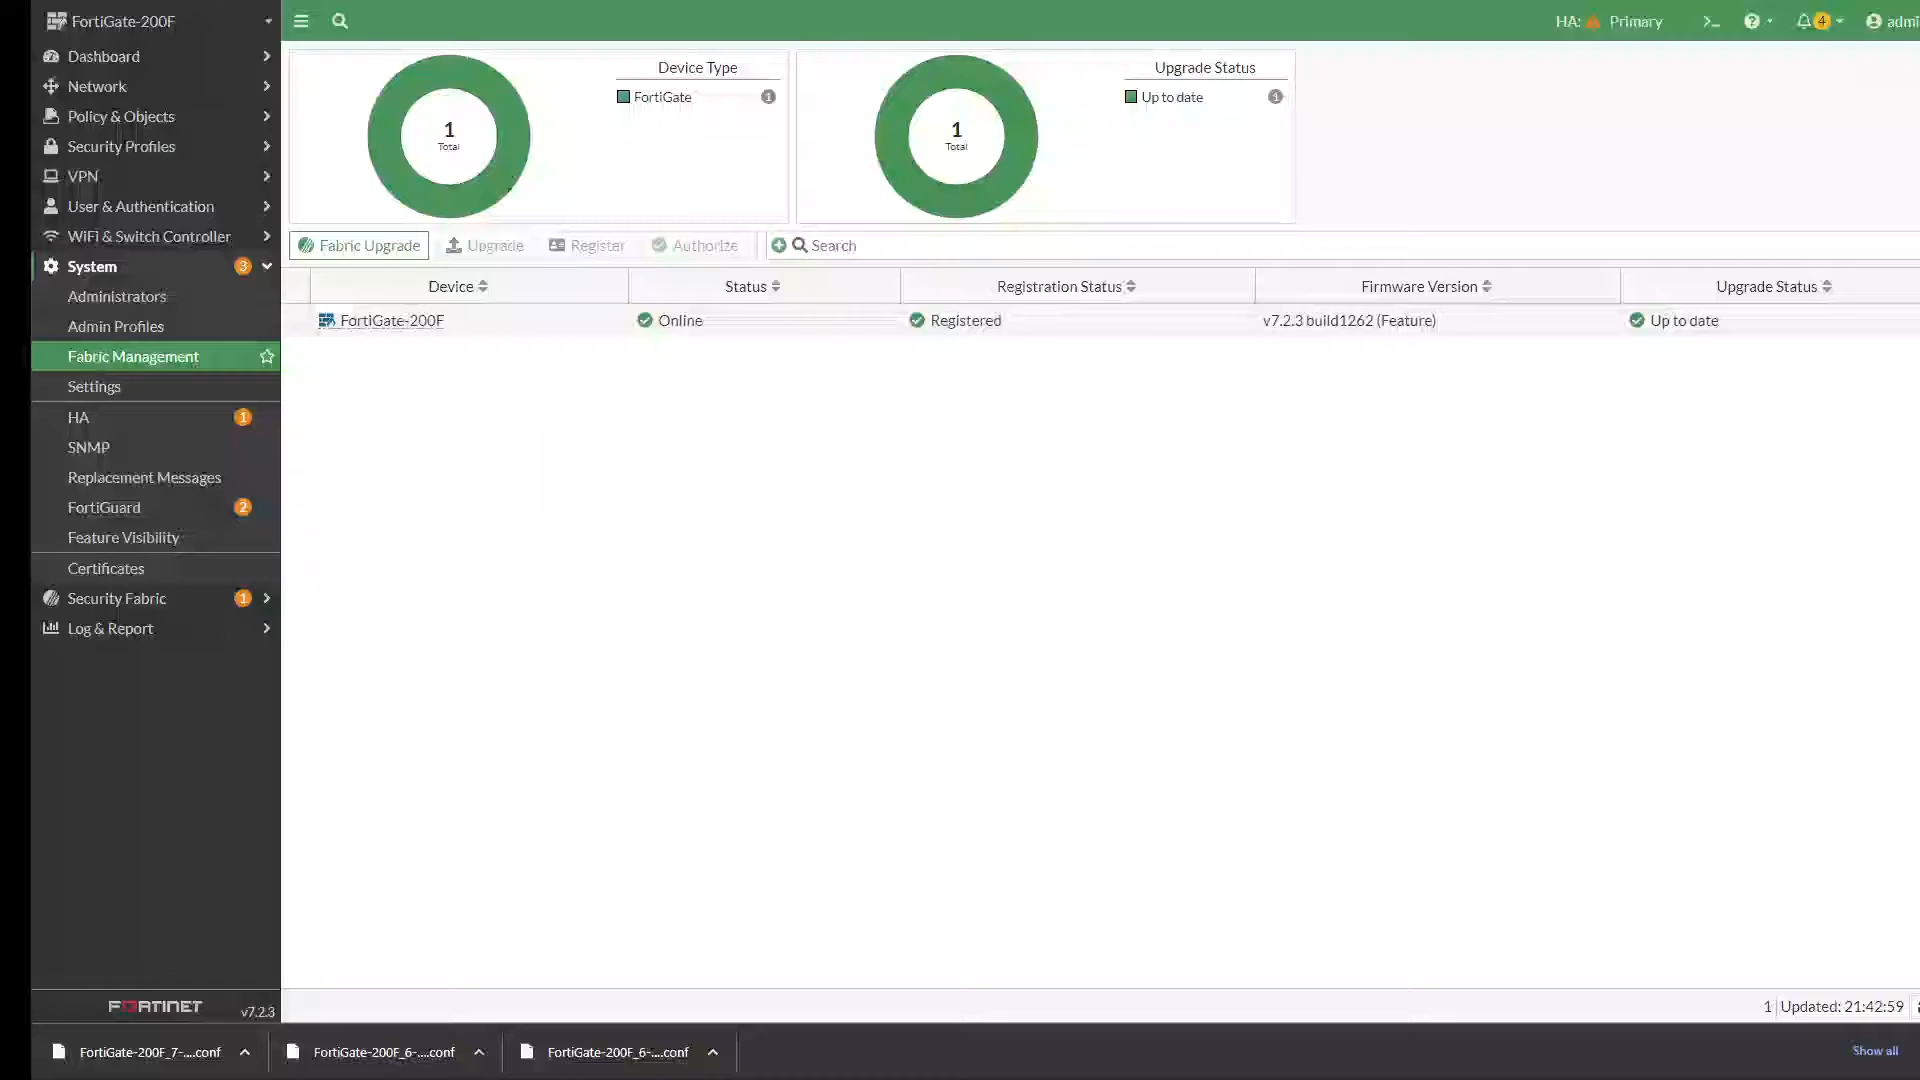 FortiGate-200F
HA: Primary
>_
4
admi
Dashboard
Network
Policy & Objects
Security Profiles
VPN
User & Authentication
WiFi & Switch Controller
System 3
Administrators
Admin Profiles
Fabric Management
Settings
HA 1
SNMP
Replacement Messages
FortiGuard 2
Feature Visibility
Certificates
Security Fabric 1
Log & Report
FORTINET v7.2.3
Device Type
FortiGate 1
1
Total
Upgrade Status
Up to date 1
1
Total
Fabric Upgrade Upgrade Register Authorize Search
Device Status Registration Status Firmware Version Upgrade Status
FortiGate-200F Online Registered v7.2.3 build1262 (Feature) Up to date
1 Updated: 21:42:59
FortiGate-200F_7-....conf FortiGate-200F_6-....conf FortiGate-200F_6-....conf Show all